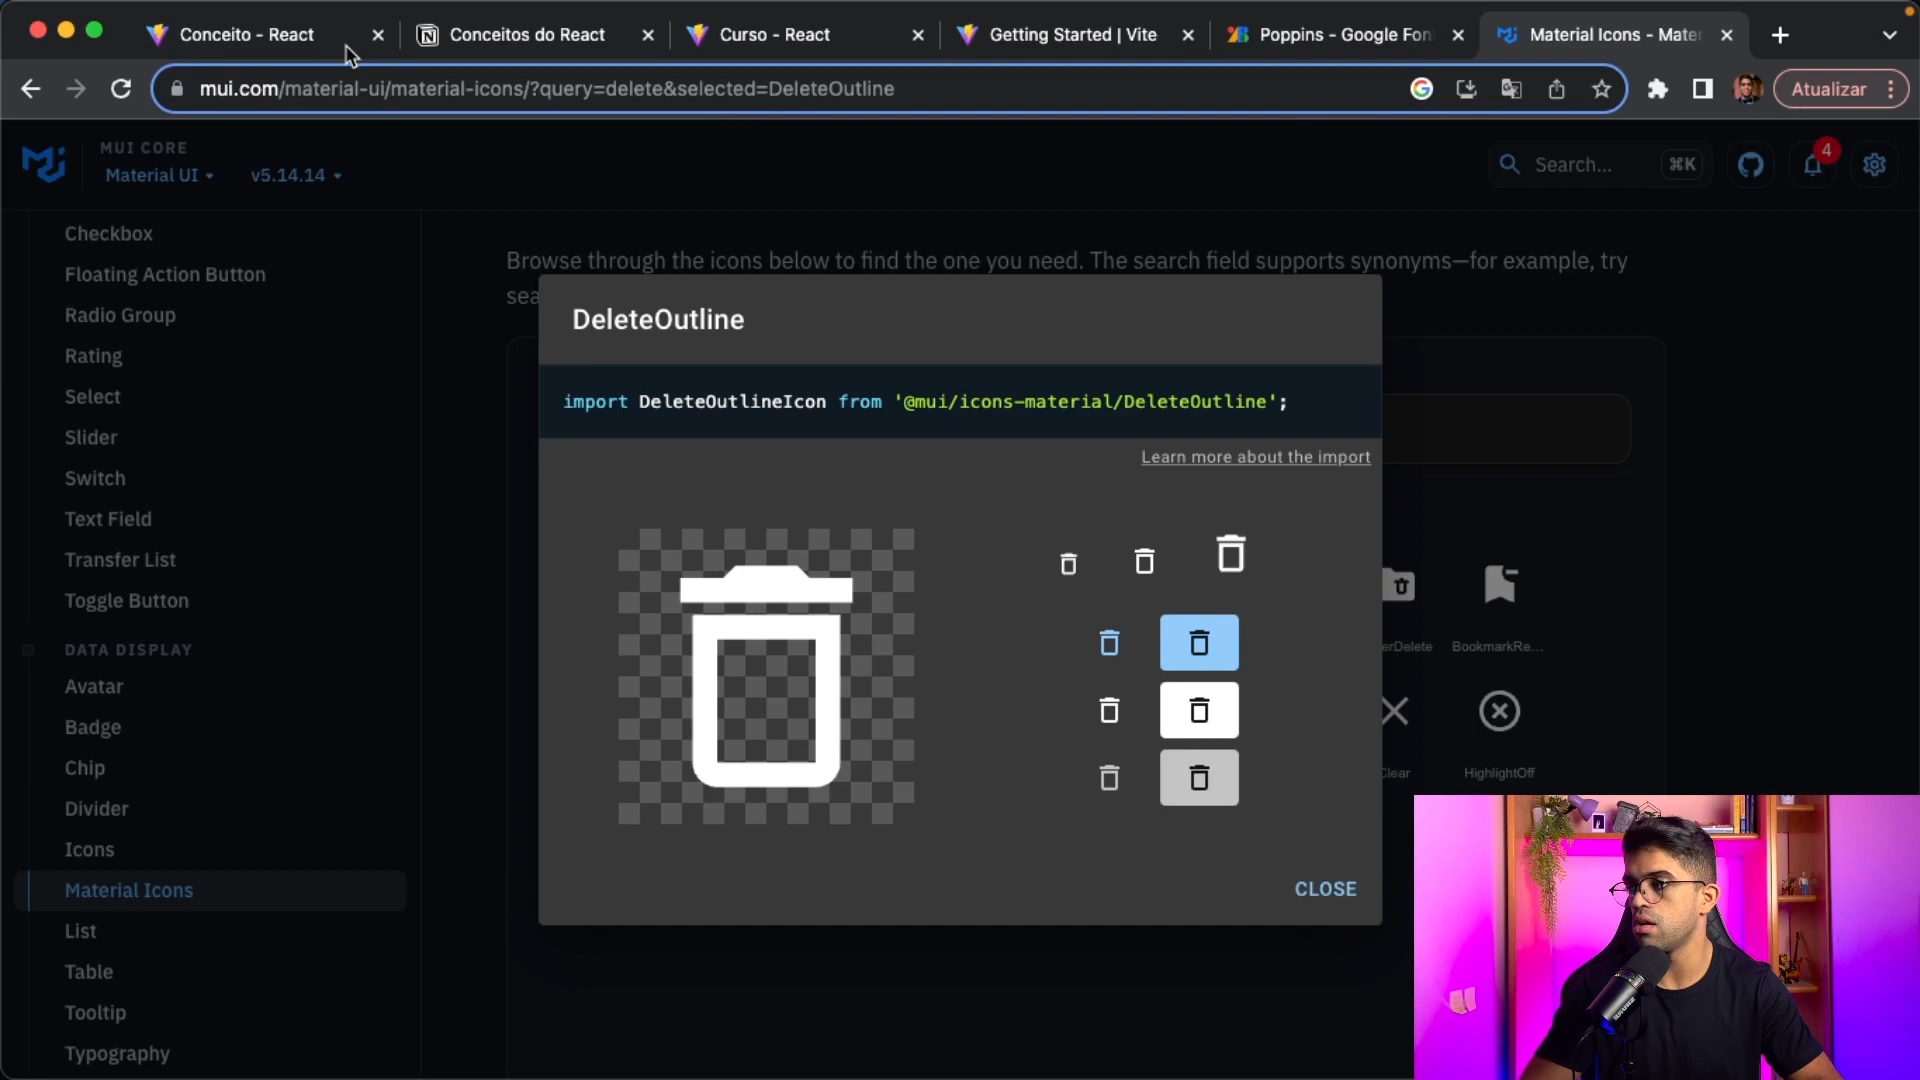 Conceito - React
Conceitos do React
Curso - React
Getting Started | Vite
Poppins - Google Fon
Material Icons - Mater
mui.com/material-ui/material-icons/?query=delete&selected=DeleteOutline
Atualizar
MUI CORE
Material UI
v5.14.14
Search...
⌘K
4
Checkbox
Floating Action Button
Radio Group
Rating
Select
Slider
Switch
Text Field
Transfer List
Toggle Button
DATA DISPLAY
Avatar
Badge
Chip
Divider
Icons
Material Icons
List
Table
Tooltip
Typography
Browse through the icons below to find the one you need. The search field supports synonyms—for example, try
sea
DeleteOutline
import DeleteOutlineIcon from '@mui/icons-material/DeleteOutline';
Learn more about the import
CLOSE
erDelete
BookmarkRe...
Clear
HighlightOff